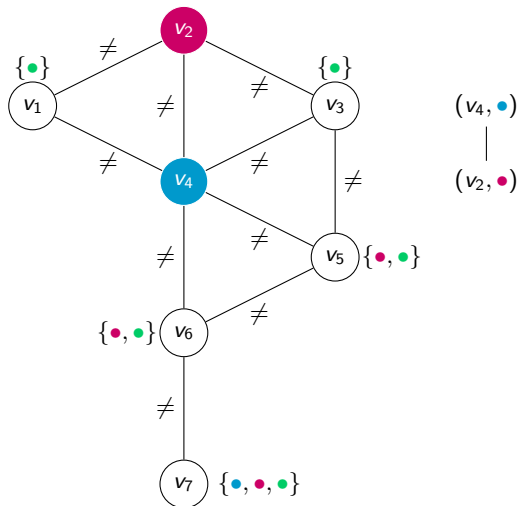 v2
≠ ≠
{•} {•}
v1 ≠ v3 (v4, •)
≠ ≠
v4 (v2, •)
≠
≠ ≠
v5 {•, •}
≠
{•, •} v6
≠
v7 {•, •, •}